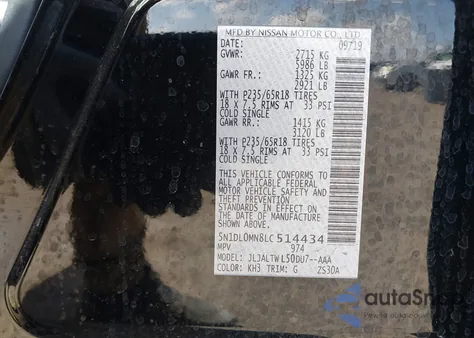 MFD BY NISSAN MOTOR CO., LTD.
DATE: 09/19
GVWR: 2715 KG
5986 LB
GAWR FR.: 1325 KG
2921 LB
WITH P235/65R18 TIRES
18 X 7.5 RIMS AT 33 PSI
COLD SINGLE
GAWR RR.: 1415 KG
3120 LB
WITH P235/65R18 TIRES
18 X 7.5 RIMS AT 33 PSI
COLD SINGLE
THIS VEHICLE CONFORMS TO
ALL APPLICABLE FEDERAL
MOTOR VEHICLE SAFETY
AND THEFT PREVENTION
STANDARDS IN EFFECT ON
THE DATE OF MANUFACTURE
SHOWN ABOVE.
5N1DL0MN8LC514434
MPV 974
MODEL: JLJALTWL50DU7--AAA
COLOR: KH3 TRIM: G ZS3DA